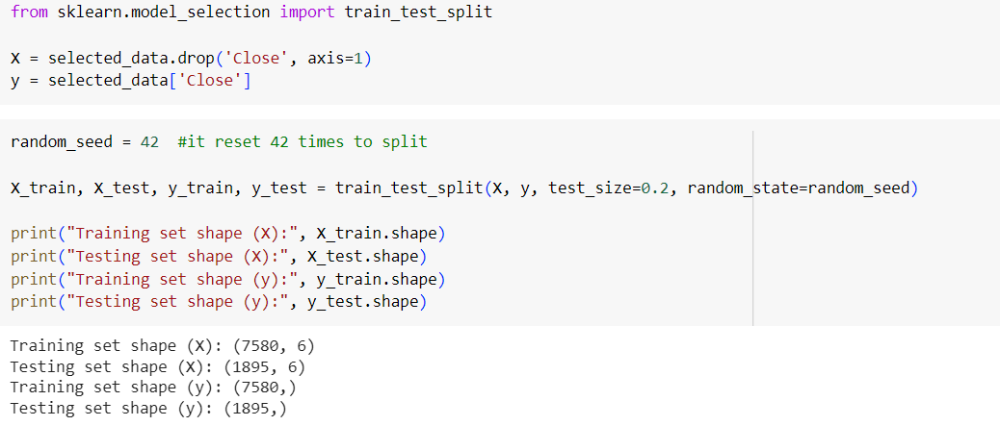 from sklearn.model_selection import train_test_split
X = selected_data.drop('Close', axis=1)
y = selected_data['Close']
random_seed = 42  #it reset 42 times to split
X_train, X_test, y_train, y_test = train_test_split(X, y, test_size=0.2, random_state=random_seed)
print("Training set shape (X):", X_train.shape)
print("Testing set shape (X):", X_test.shape)
print("Training set shape (y):", y_train.shape)
print("Testing set shape (y):", y_test.shape)
Training set shape (X): (7580, 6)
Testing set shape (X): (1895, 6)
Training set shape (y): (7580,)
Testing set shape (y): (1895,)